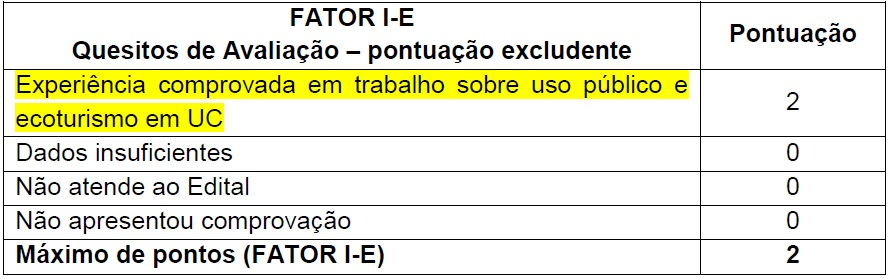 FATOR I-E
Quesitos de Avaliação – pontuação excludente
Pontuação
Experiência comprovada em trabalho sobre uso público e
ecoturismo em UC
2
Dados insuficientes
0
Não atende ao Edital
0
Não apresentou comprovação
0
Máximo de pontos (FATOR I-E)
2